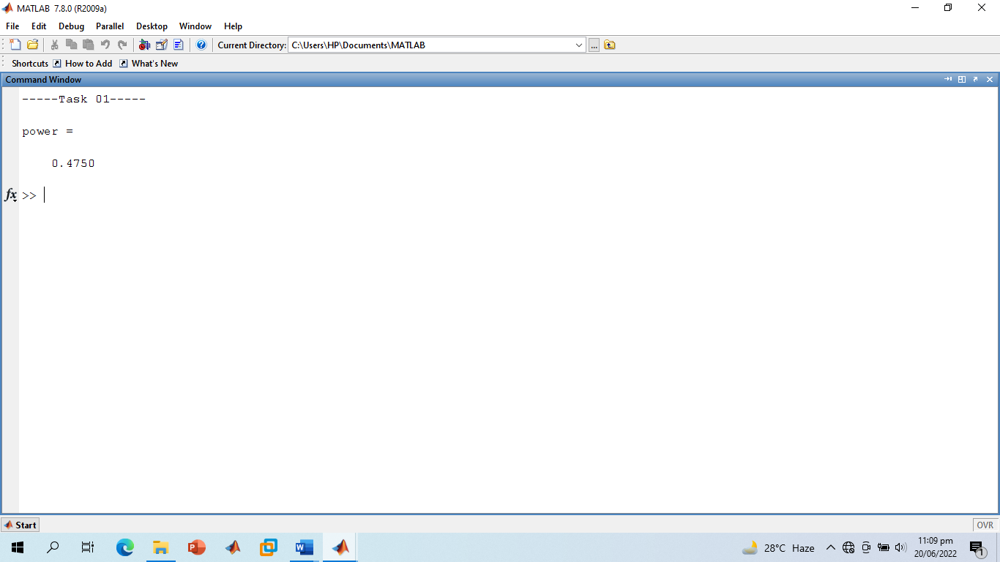 MATLAB 7.8.0 (R2009a)
File Edit Debug Parallel Desktop Window Help
Current Directory: C:\Users\HP\Documents\MATLAB ...
Shortcuts How to Add What's New
Command Window
-----Task 01-----
power =
0.4750
fx >>
Start OVR
28°C Haze 11:09 pm
20/06/2022 1